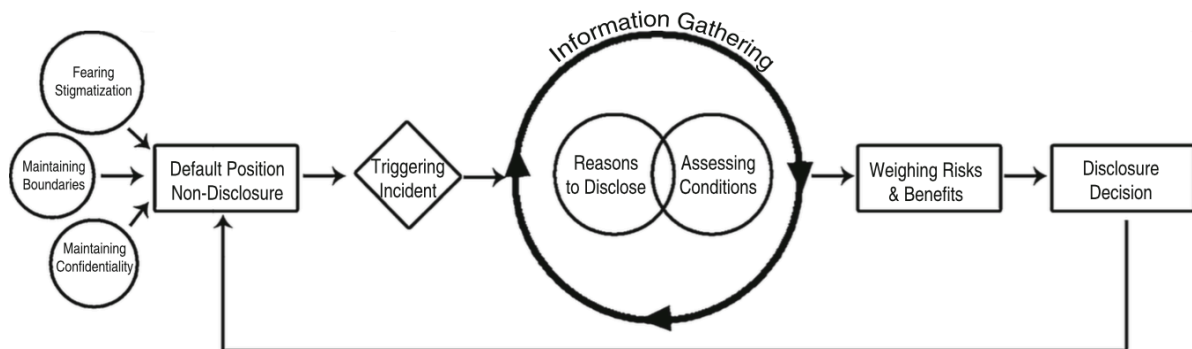 Information Gathering
Fearing
Stigmatization
Maintaining
Boundaries
Maintaining
Confidentiality
Default Position
Non-Disclosure
Triggering
Incident
Reasons
to Disclose
Assessing
Conditions
Weighing Risks
& Benefits
Disclosure
Decision